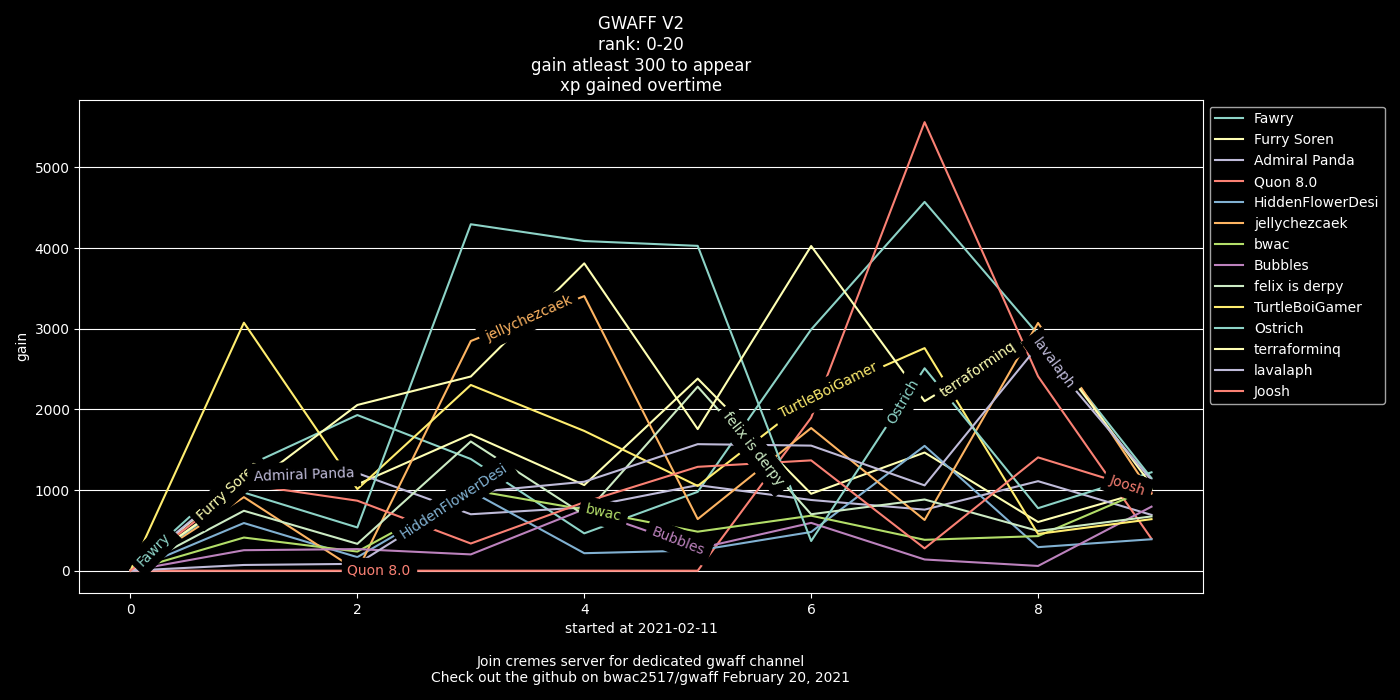 GWAFF V2
rank: 0-20
gain atleast 300 to appear
xp gained overtime
gain
5000
4000
3000
2000
1000
0
0
2
4
6
8
Fawry
Furry Sor
Admiral Panda
Quon 8.0
HiddenFlowerDesi
jellychezcaek
bwac
Bubbles
felix is derpy
TurtleBoiGamer
Ostrich
terraforminq
lavalaph
Joosh
Fawry
Furry Soren
Admiral Panda
Quon 8.0
HiddenFlowerDesi
jellychezcaek
bwac
Bubbles
felix is derpy
TurtleBoiGamer
Ostrich
terraforminq
lavalaph
Joosh
started at 2021-02-11
Join cremes server for dedicated gwaff channel
Check out the github on bwac2517/gwaff February 20, 2021